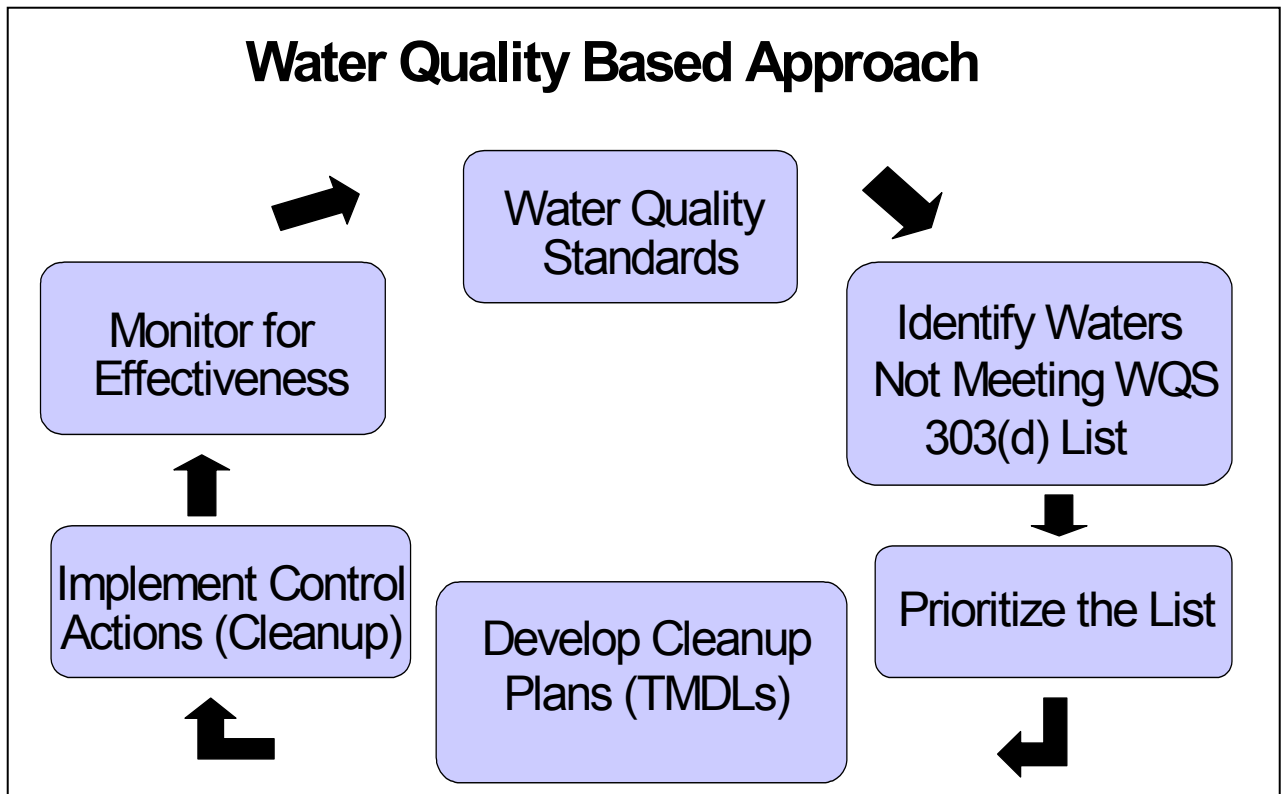 Water Quality Based Approach
Water Quality
Standards
Identify Waters
Not Meeting WQS
303(d) List
Prioritize the List
Develop Cleanup
Plans (TMDLs)
Implement Control
Actions (Cleanup)
Monitor for
Effectiveness